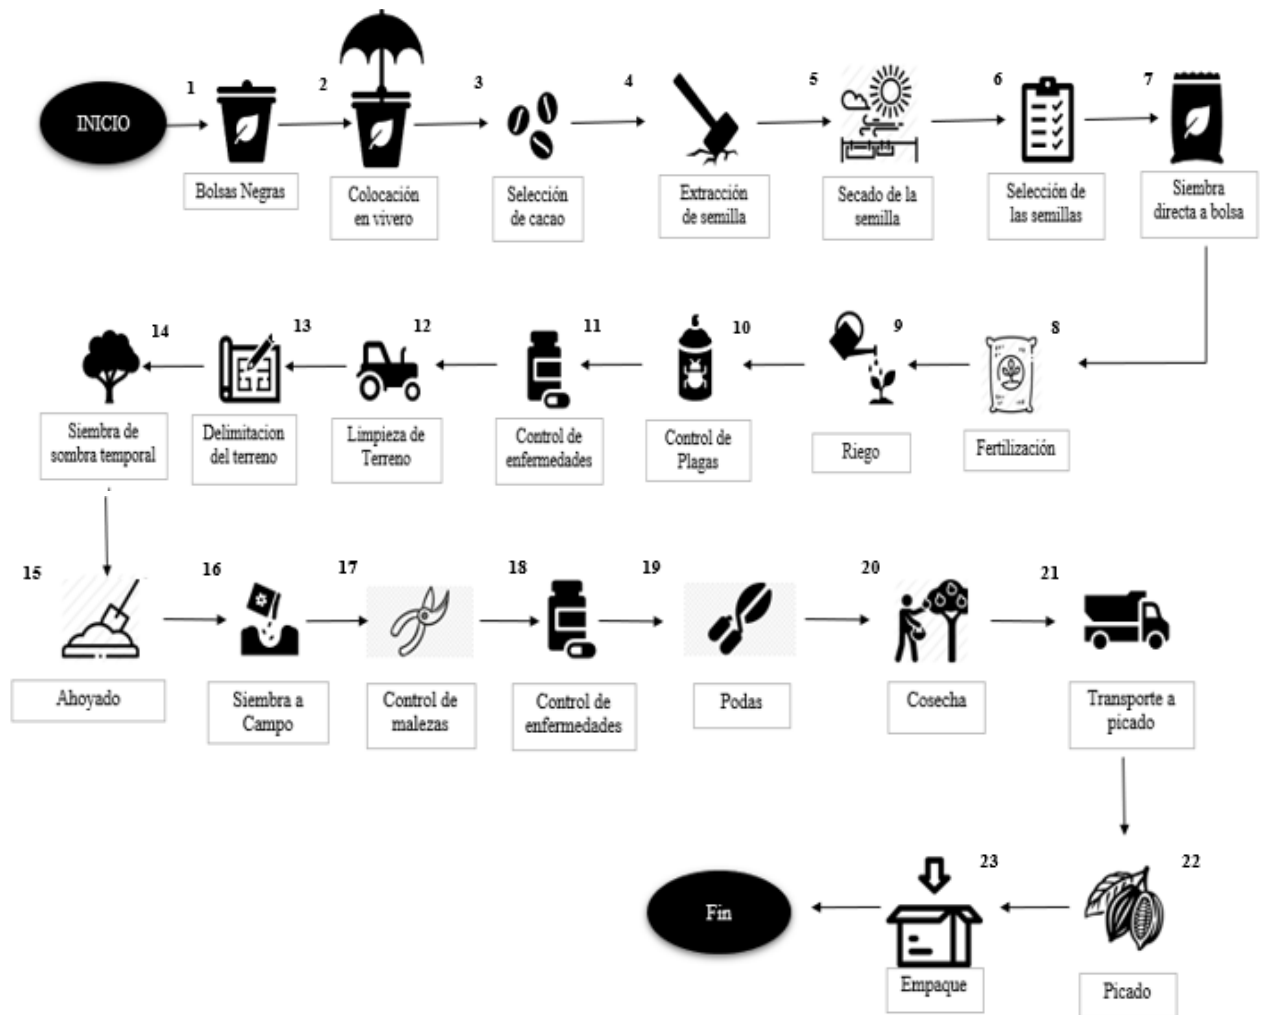 INICIO
1
Bolsas Negras
2
Colocación
en vivero
3
Selección
de cacao
4
Extracción
de semilla
5
Secado de la
semilla
6
Selección de
las semillas
7
Siembra
directa a bolsa
8
Fertilización
9
Riego
10
Control de
Plagas
11
Control de
enfermedades
12
Limpieza de
Terreno
13
Delimitacion
del terreno
14
Siembra de
sombra temporal
15
Ahoyado
16
Siembra a
Campo
17
Control de
malezas
18
Control de
enfermedades
19
Podas
20
Cosecha
21
Transporte a
picado
22
Picado
23
Empaque
Fin